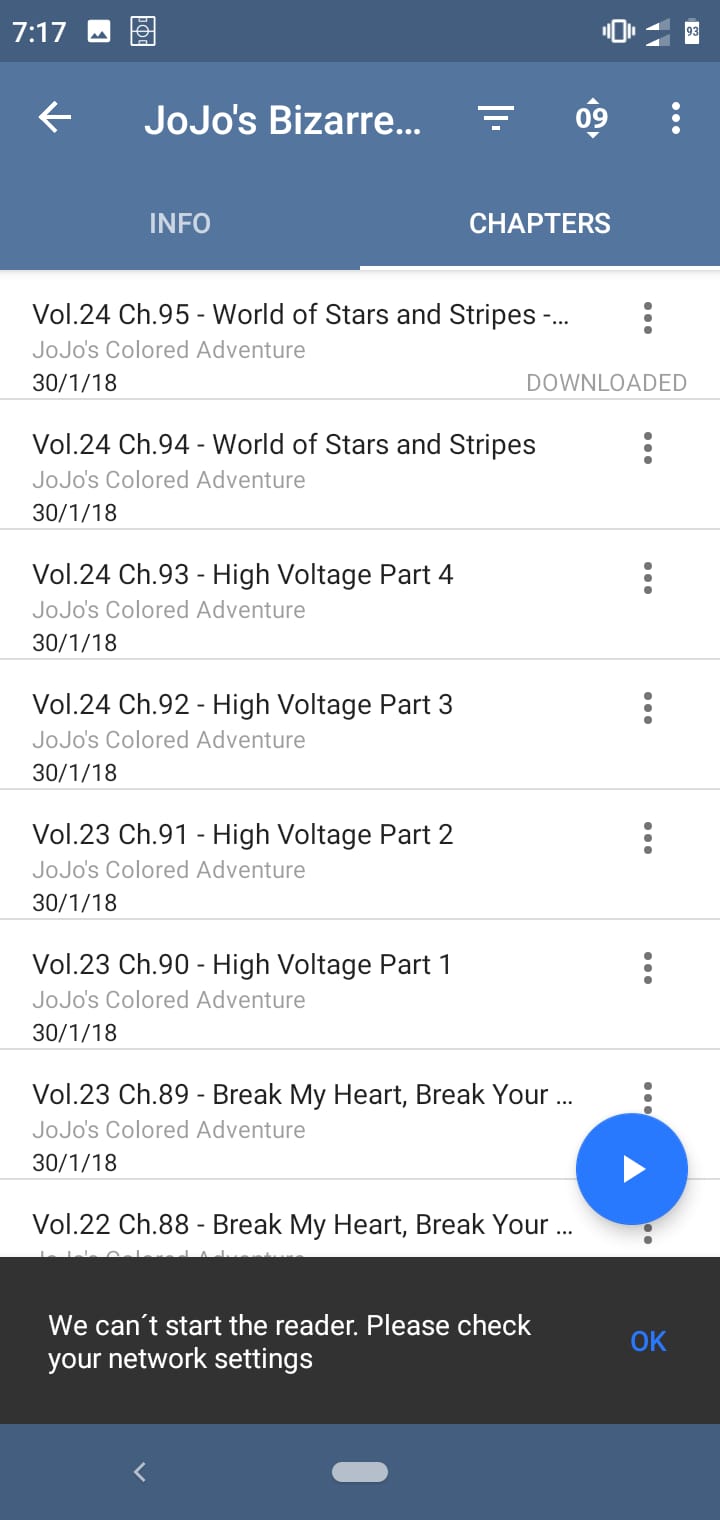 7:17
93
JoJo's Bizarre...
09
INFO
CHAPTERS
Vol.24 Ch.95 - World of Stars and Stripes -...
JoJo's Colored Adventure
30/1/18
DOWNLOADED
Vol.24 Ch.94 - World of Stars and Stripes
JoJo's Colored Adventure
30/1/18
Vol.24 Ch.93 - High Voltage Part 4
JoJo's Colored Adventure
30/1/18
Vol.24 Ch.92 - High Voltage Part 3
JoJo's Colored Adventure
30/1/18
Vol.23 Ch.91 - High Voltage Part 2
JoJo's Colored Adventure
30/1/18
Vol.23 Ch.90 - High Voltage Part 1
JoJo's Colored Adventure
30/1/18
Vol.23 Ch.89 - Break My Heart, Break Your ...
JoJo's Colored Adventure
30/1/18
Vol.22 Ch.88 - Break My Heart, Break Your ...
JoJo's Colored Adventure
We can´t start the reader. Please check
your network settings
OK